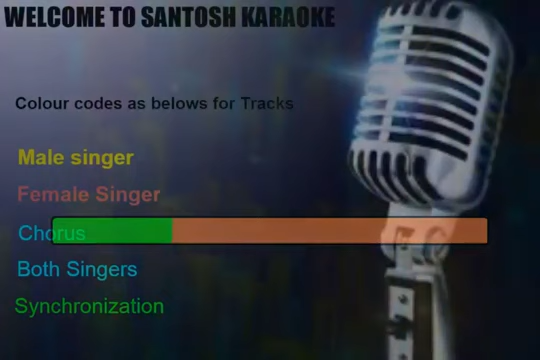 WELCOME TO SANTOSH KARAOKE
Colour codes as belows for Tracks
Male singer
Female Singer
Chorus
Both Singers
Synchronization